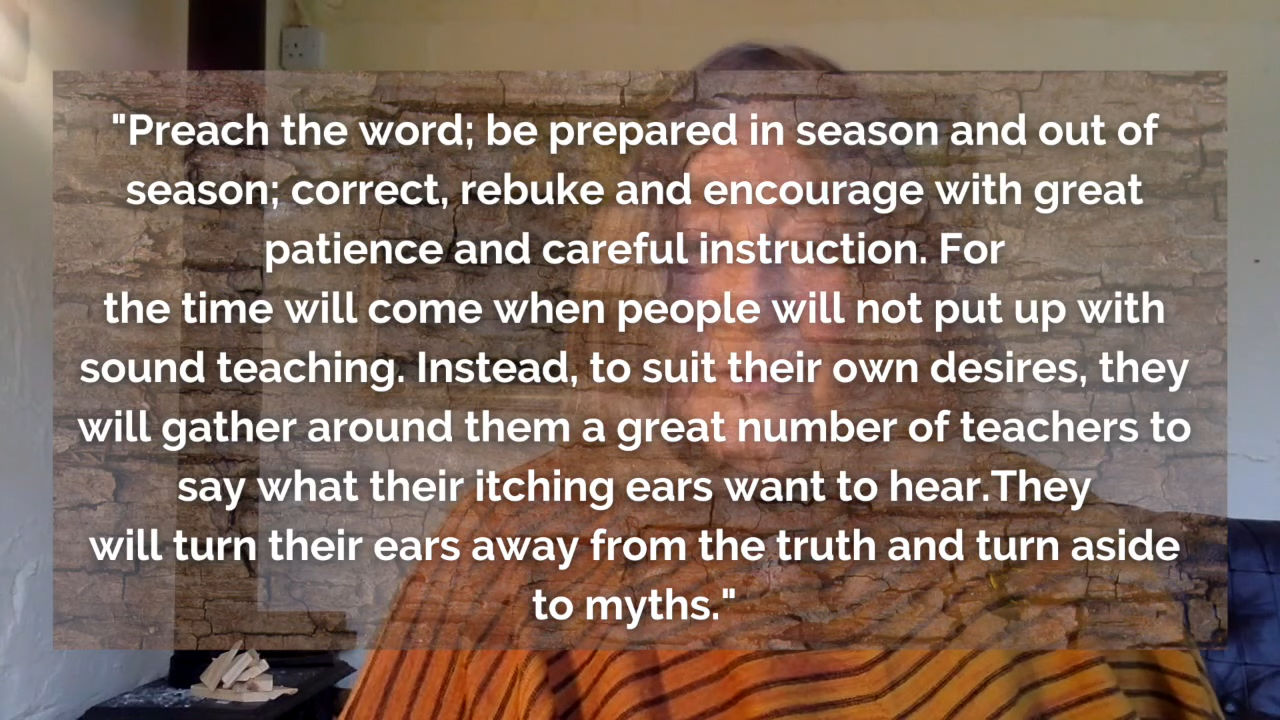 "Preach the word; be prepared in season and out of
season; correct, rebuke and encourage with great
patience and careful instruction. For
the time will come when people will not put up with
sound teaching. Instead, to suit their own desires, they
will gather around them a great number of teachers to
say what their itching ears want to hear.They
will turn their ears away from the truth and turn aside
to myths."